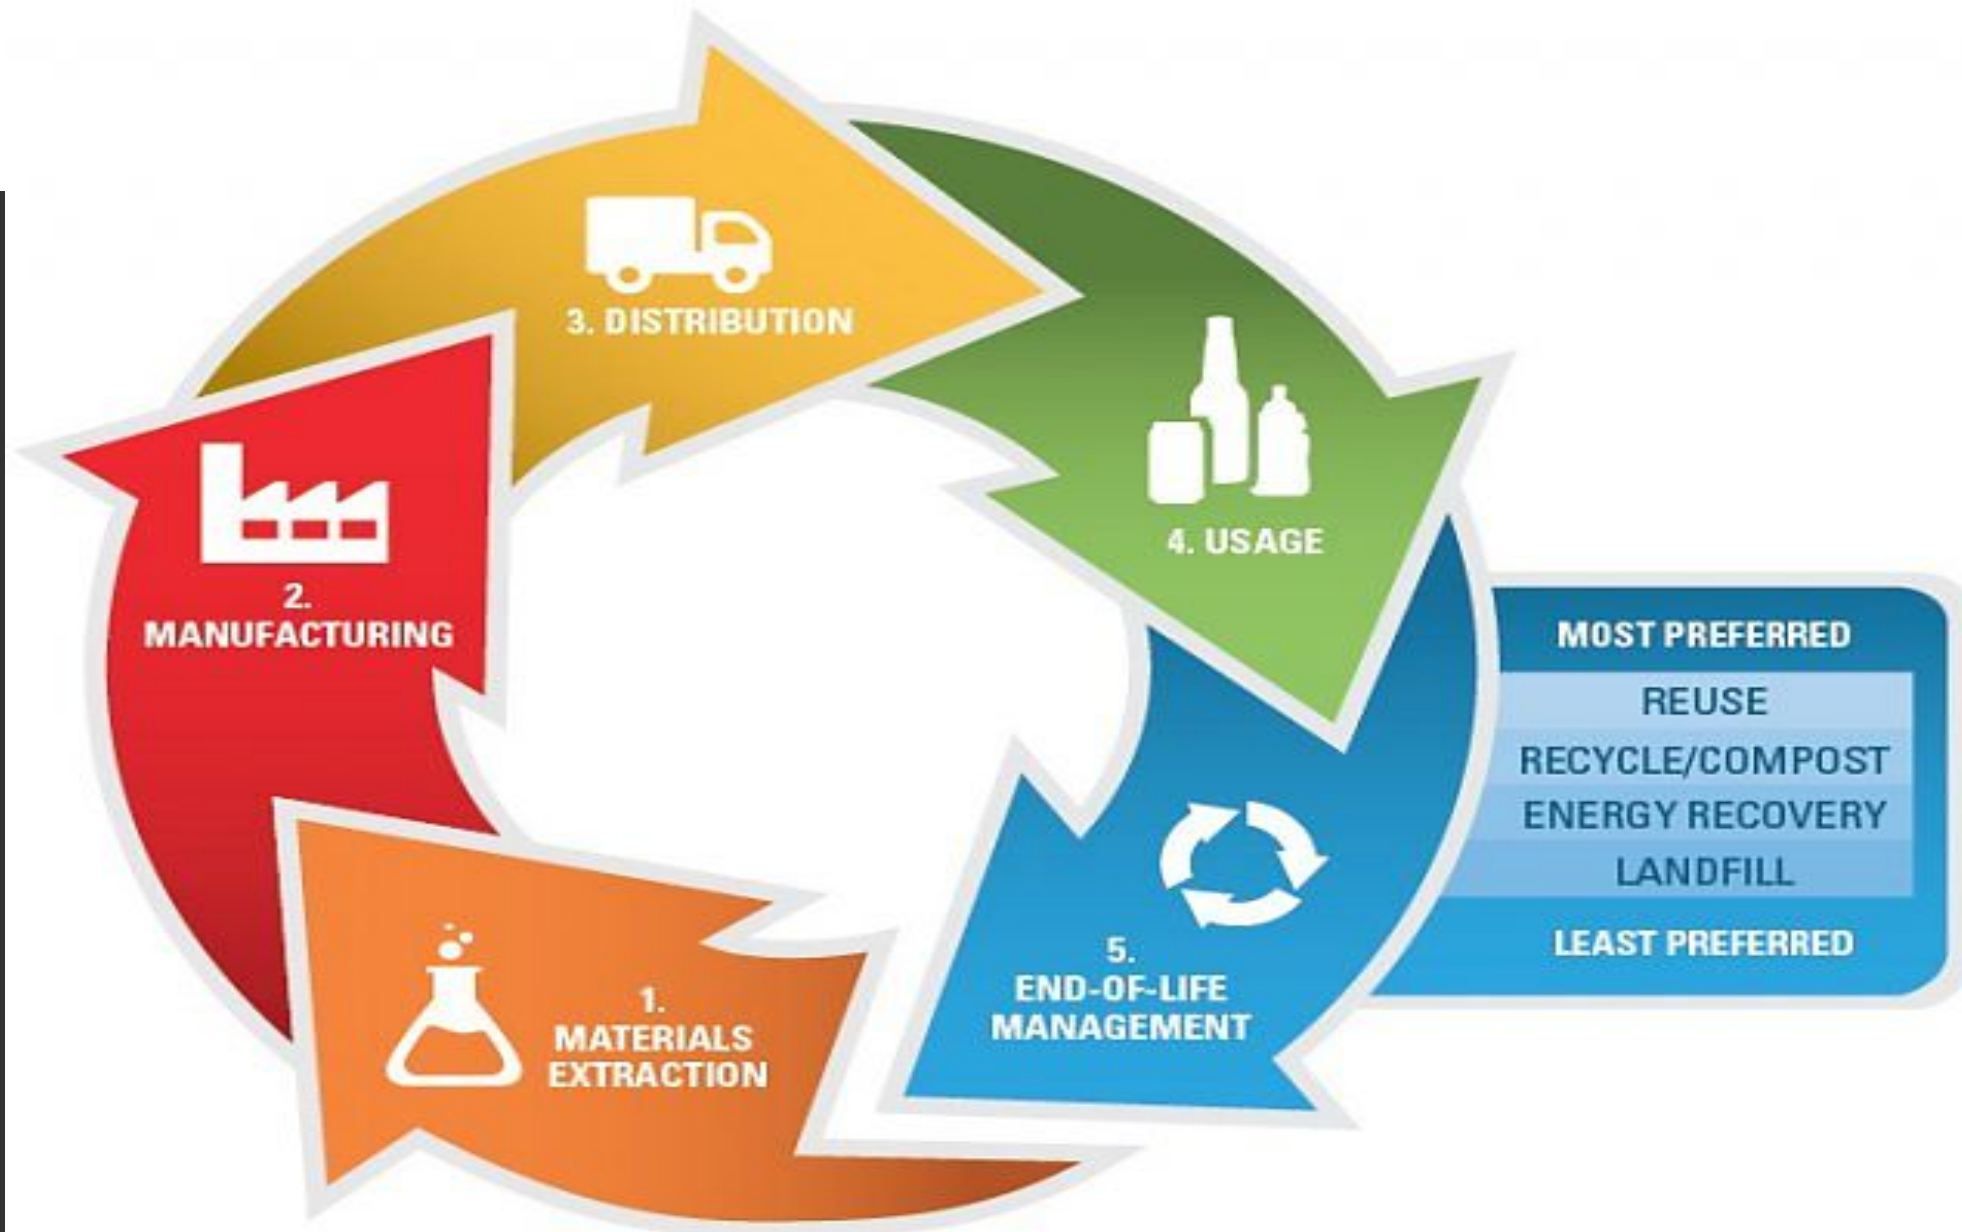 3. DISTRIBUTION
4. USAGE
2.
MANUFACTURING
MOST PREFERRED
REUSE
RECYCLE/COMPOST
ENERGY RECOVERY
LANDFILL
LEAST PREFERRED
5.
END-OF-LIFE
MANAGEMENT
1.
MATERIALS
EXTRACTION